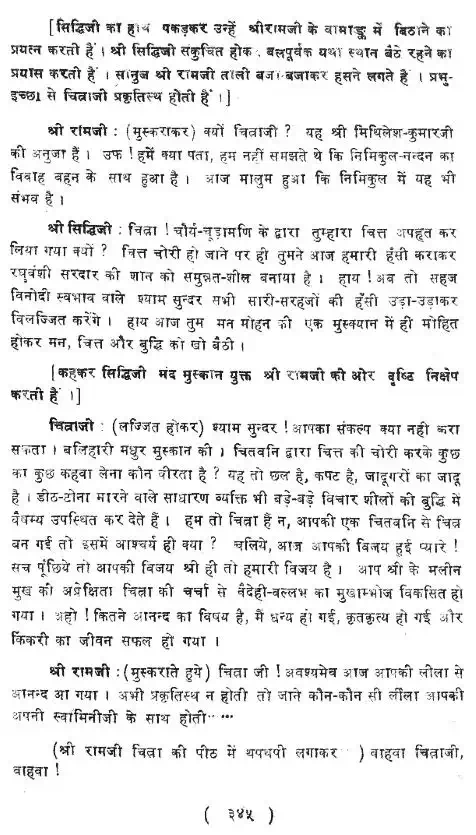 [सिद्धिजी का हाथ पकड़कर उन्हें श्रीरामजी के वामाङ्क में बिठाने का
प्रयत्न करती हैं । श्री सिद्धिजी संकुचित होकर बलपूर्वक यथा स्थान बैठे रहने का
प्रयास करती हैं । सानुज श्री रामजी ताली बजा बजाकर हसने लगते हैं । प्रभु-
इच्छा से चित्राजी प्रकृतिस्थ होती हैं ।]
श्री रामजी : (मुस्कराकर) क्यों चित्राजी ? यह श्री मिथिलेश-कुमारजी
की अनुजा हैं । उफ ! हमें क्या पता, हम नहीं समझते थे कि निमिकुल-नन्दन का
विवाह बहन के साथ हुआ है । आज मालुम हुआ कि निमिकुल में यह भी
संभव है ।
श्री सिद्धिजी : चित्रा ! चौर्य-चूड़ामणि के द्वारा तुम्हारा चित्त अपहृत कर
लिया गया क्यों ? चित्त चोरी हो जाने पर ही तुमने आज हमारी हँसी कराकर
रघुवंशी सरदार की शान को समुन्नत-शील बनाया है । हाय ! अब तो सहज
विनोदी स्वभाव वाले श्याम सुन्दर सभी सारी-सरहजों की हँसी उड़ा-उड़ाकर
विलज्जित करेंगे । हाय आज तुम मन मोहन की एक मुस्क्यान में ही मोहित
होकर मन, चित्त और बुद्धि को खो बैठी ।
[कहकर सिद्धिजी मंद मुस्कान युक्त श्री रामजी की ओर दृष्टि निक्षेप
करती हैं ।]
चित्राजी : (लज्जित होकर) श्याम सुन्दर ! आपका संकल्प क्या नही करा
सकता । बलिहारी मधुर मुस्कान की । चितवनि द्वारा चित्त की चोरी करके कुछ
का कुछ कहवा लेना कौन वीरता है ? यह तो छल है, कपट है, जादूगरों का जादू
है । डीठ-टोना मारने वाले साधारण व्यक्ति भी बड़े-बड़े विचार शीलों की बुद्धि में
वैषम्य उपस्थित कर देते हैं । हम तो चित्रा हैं न, आपकी एक चितवनि से चित्र
बन गई तो इसमें आश्चर्य ही क्या ? चलिये, आज आपकी विजय हुई प्यारे !
सच पूँछिये तो आपकी विजय श्री ही तो हमारी विजय है । आप श्री के मलीन
मुख की अप्रेक्षिता चित्रा की चर्चा से वैदेही-वल्लभ का मुखाम्भोज विकसित हो
गया । अहो ! कितने आनन्द का विषय है, मैं धन्य हो गई, कृतकृत्य हो गई और
किंकरी का जीवन सफल हो गया ।
श्री रामजी : (मुस्कराते हुये) चित्रा जी ! अवश्यमेव आज आपकी लीला से
आनन्द आ गया । अभी प्रकृतिस्थ न होती तो जाने कौन-कौन सी लीला आपकी
अपनी स्वामिनीजी के साथ होती·····
(श्री रामजी चित्रा की पीठ में थपथपी लगाकर ) वाहवा चित्राजी,
वाहवा !
( ३४५ )